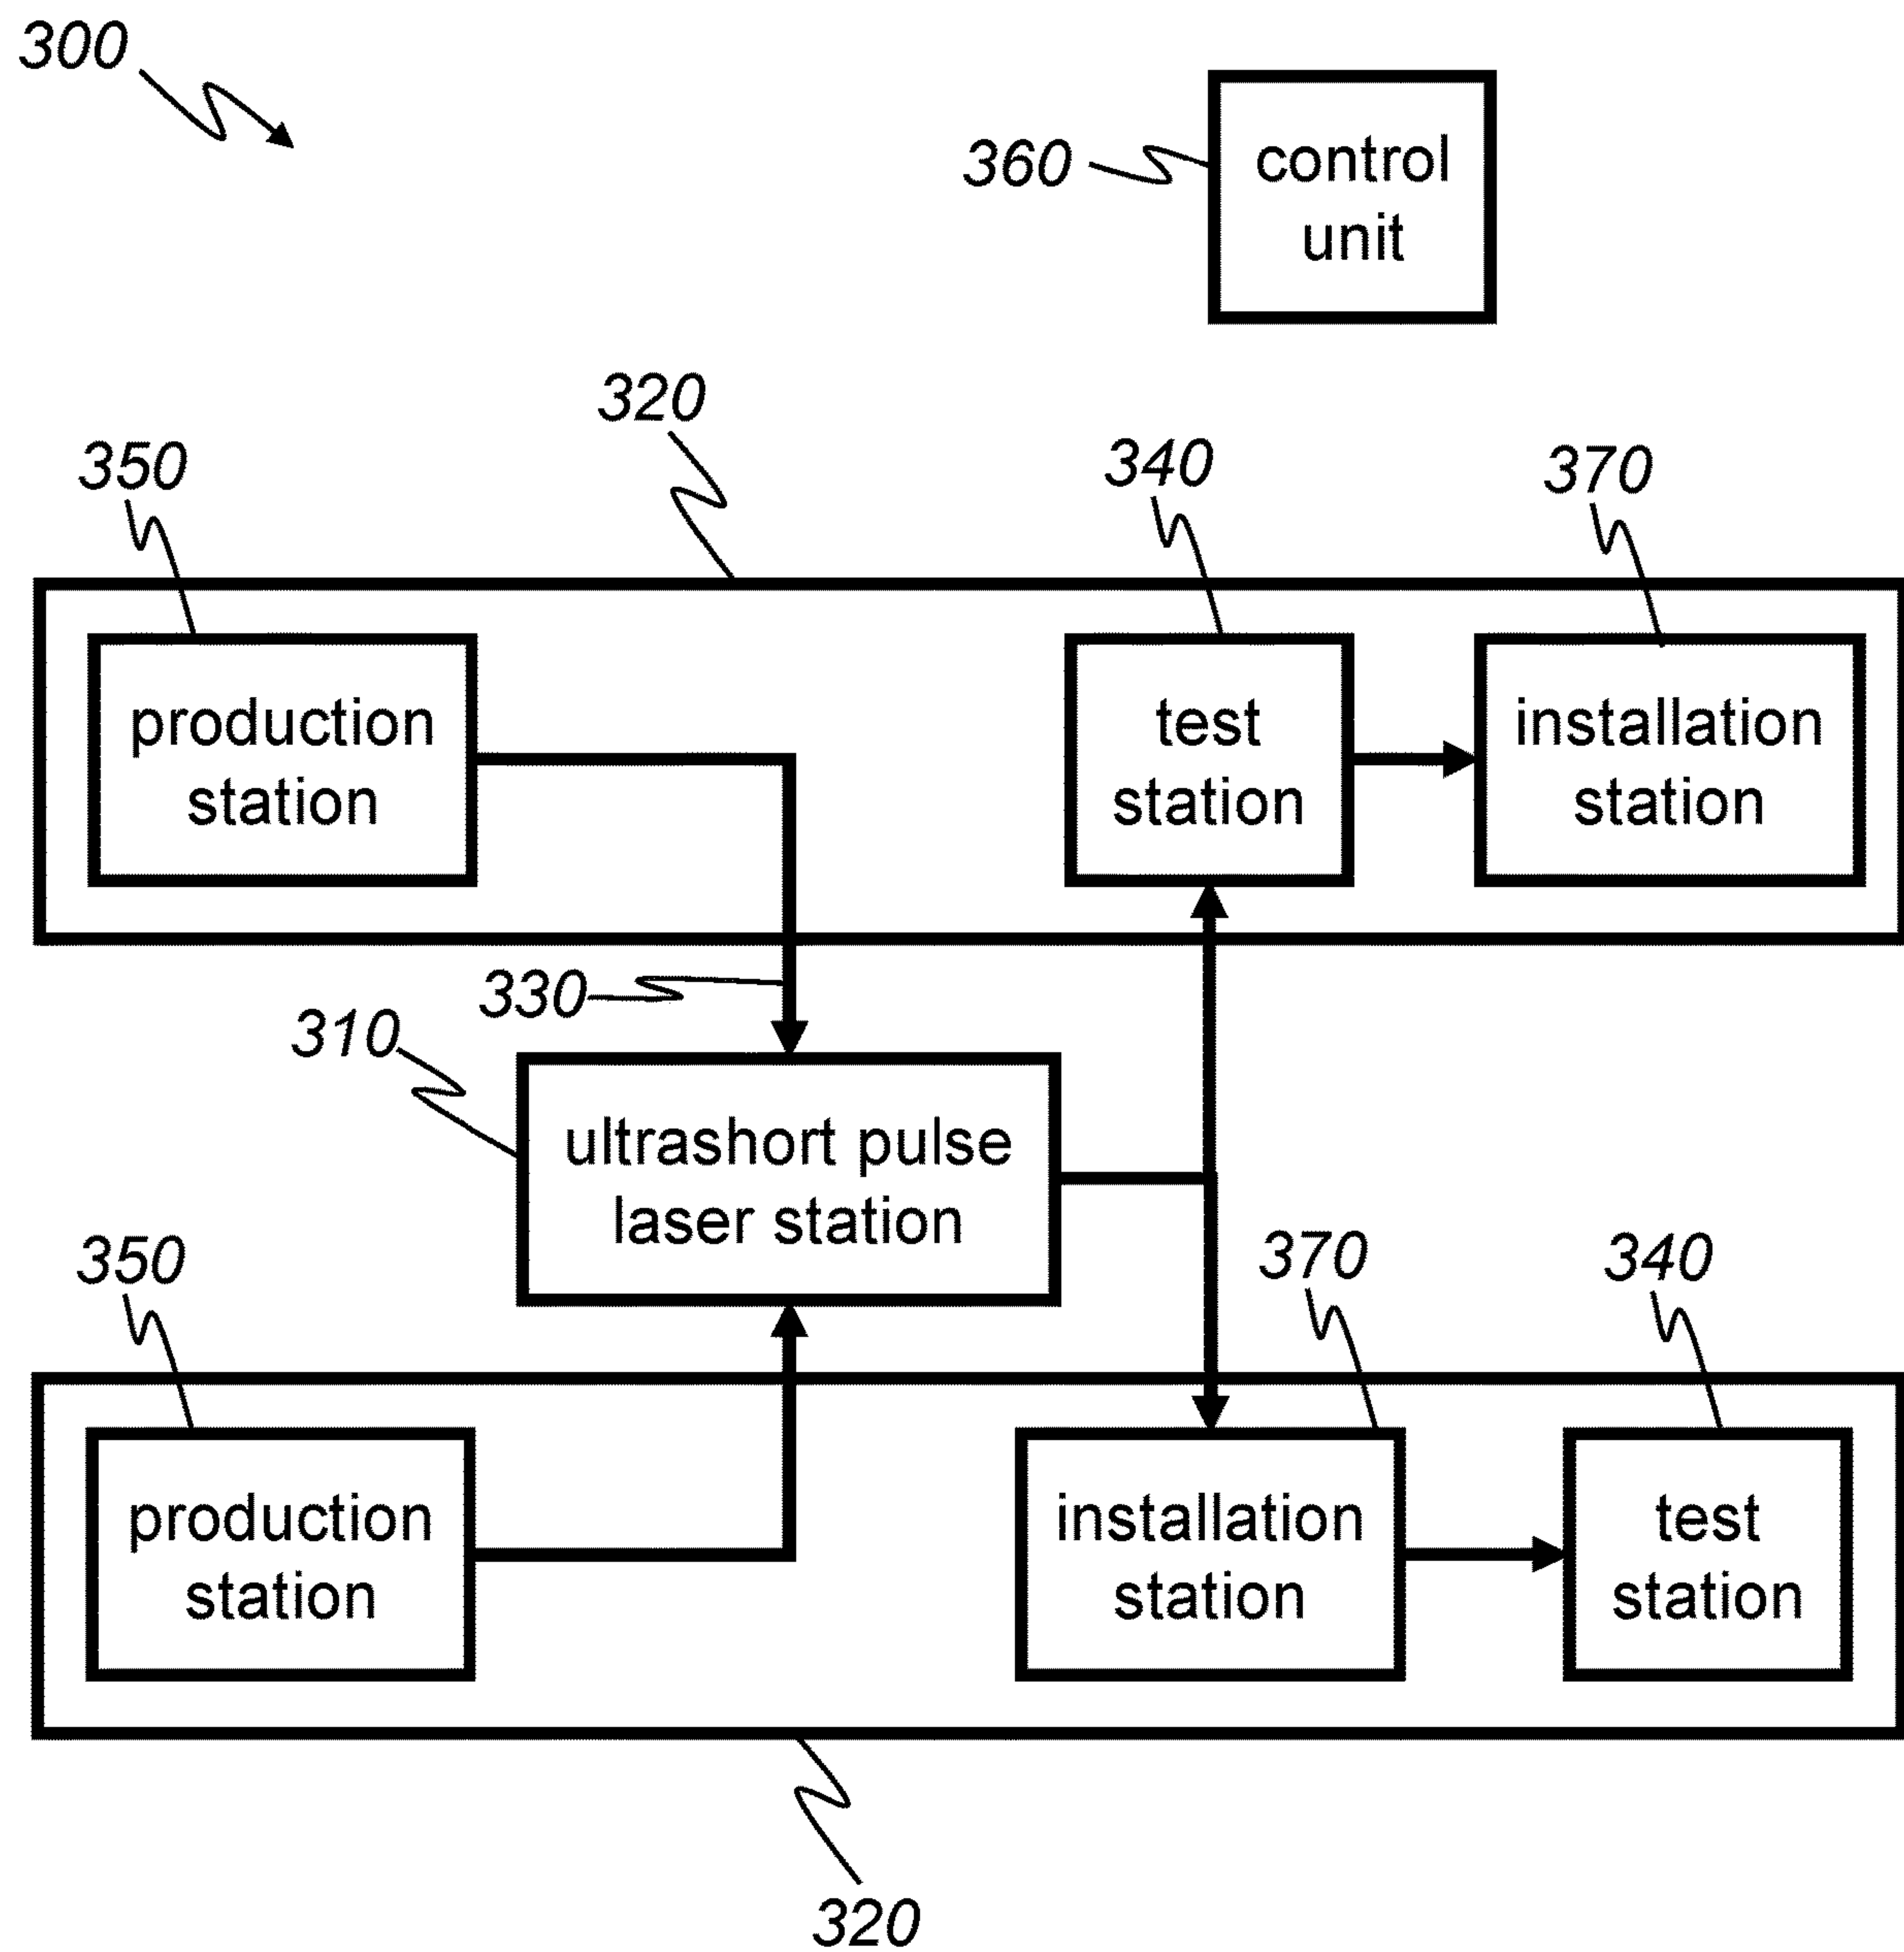 300
360
control
unit
320
350
340
370
production
station
test
station
installation
station
330
310
ultrashort pulse
laser station
350
370
340
production
station
installation
station
test
station
320